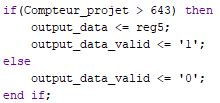 if(Compteur_projet > 643) then
    output_data <= reg5;
    output_data_valid <= '1';
else
    output_data_valid <= '0';
end if;